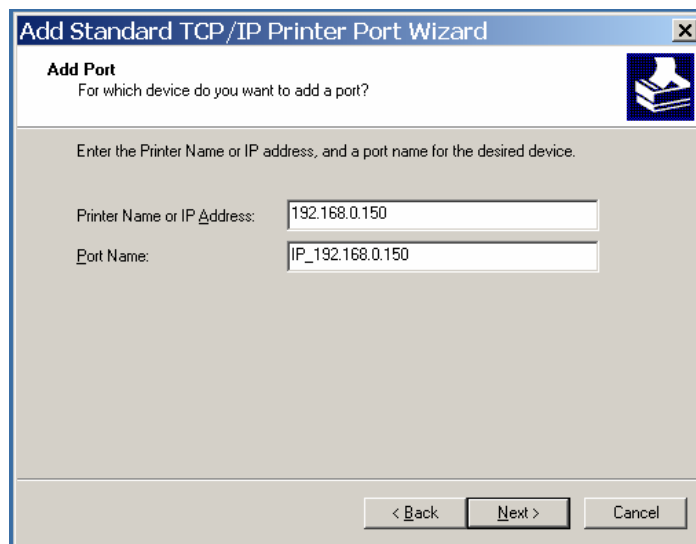 Add Standard TCP/IP Printer Port Wizard
Add Port
For which device do you want to add a port?
Enter the Printer Name or IP address, and a port name for the desired device.
Printer Name or IP Address: 192.168.0.150
Port Name: IP_192.168.0.150
< Back Next > Cancel